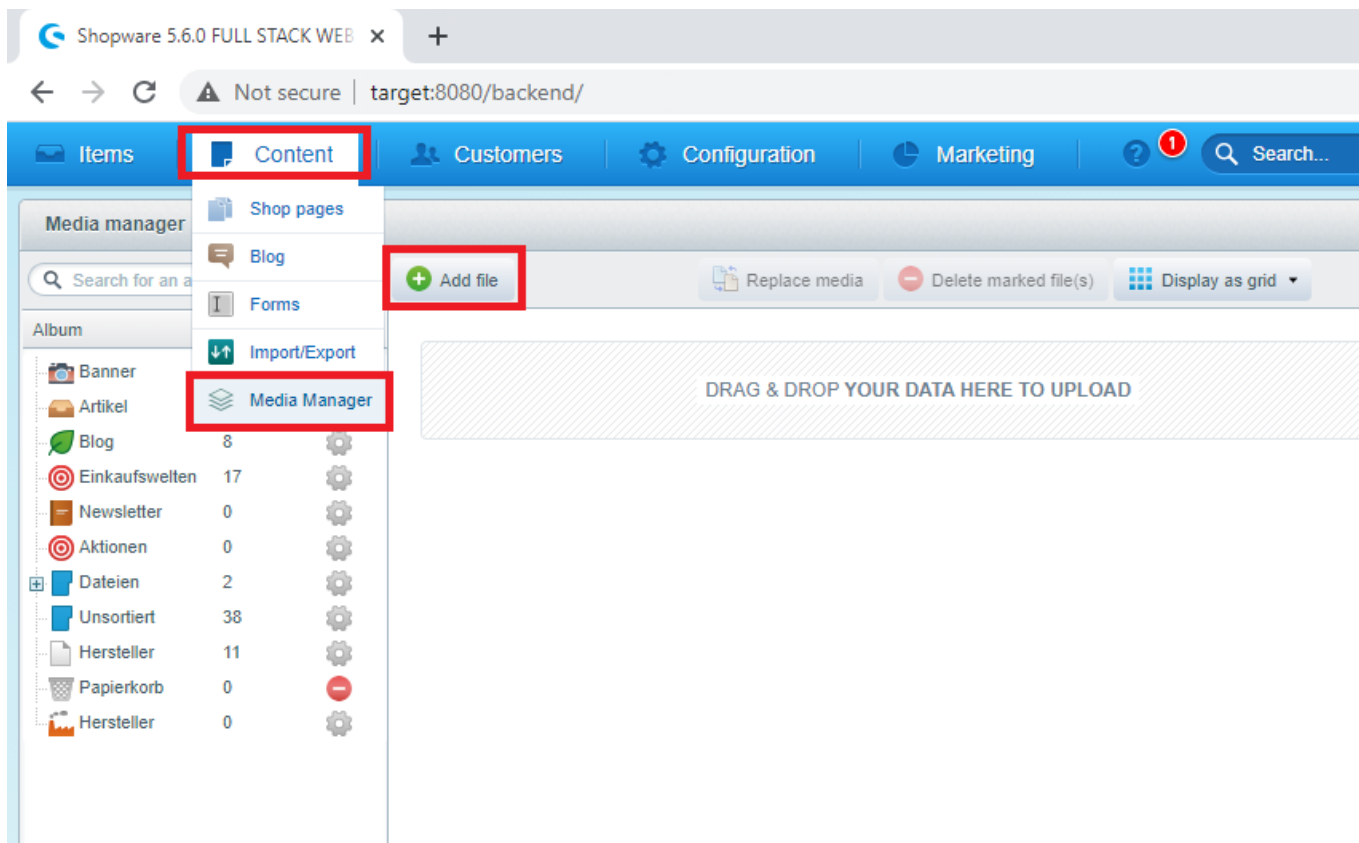 Shopware 5.6.0 FULL STACK WEB
Not secure | target:8080/backend/
Items Content Customers Configuration Marketing ? 1 Search...
Media manager
Shop pages
Blog
Forms
Import/Export
Media Manager
Search for an a
Add file Replace media Delete marked file(s) Display as grid
Album
Banner
Artikel
Blog 8
Einkaufswelten 17
Newsletter 0
Aktionen 0
Dateien 2
Unsortiert 38
Hersteller 11
Papierkorb 0
Hersteller 0
DRAG & DROP YOUR DATA HERE TO UPLOAD